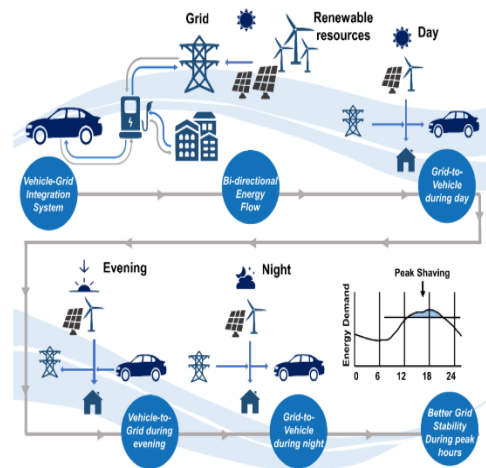 Grid
Renewable
resources
Day
Vehicle-Grid
Integration
System
Bi-directional
Energy
Flow
Grid-to-
Vehicle
during day
Evening
Night
Peak Shaving
Energy Demand
0 6 12 18 24
Vehicle-to-
Grid during
evening
Grid-to-
Vehicle
during night
Better Grid
Stability
During peak
hours